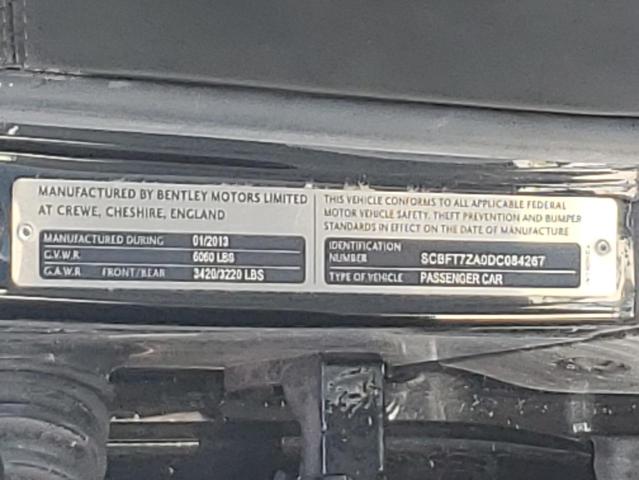 MANUFACTURED BY BENTLEY MOTORS LIMITED
AT CREWE, CHESHIRE, ENGLAND
MANUFACTURED DURING 01/2013
G.V.W.R. 6060 LBS
G.A.W.R. FRONT/REAR 3420/3220 LBS
THIS VEHICLE CONFORMS TO ALL APPLICABLE FEDERAL
MOTOR VEHICLE SAFETY, THEFT PREVENTION AND BUMPER
STANDARDS IN EFFECT ON THE DATE OF MANUFACTURE
IDENTIFICATION
NUMBER SCBFT7ZA0DC084267
TYPE OF VEHICLE PASSENGER CAR